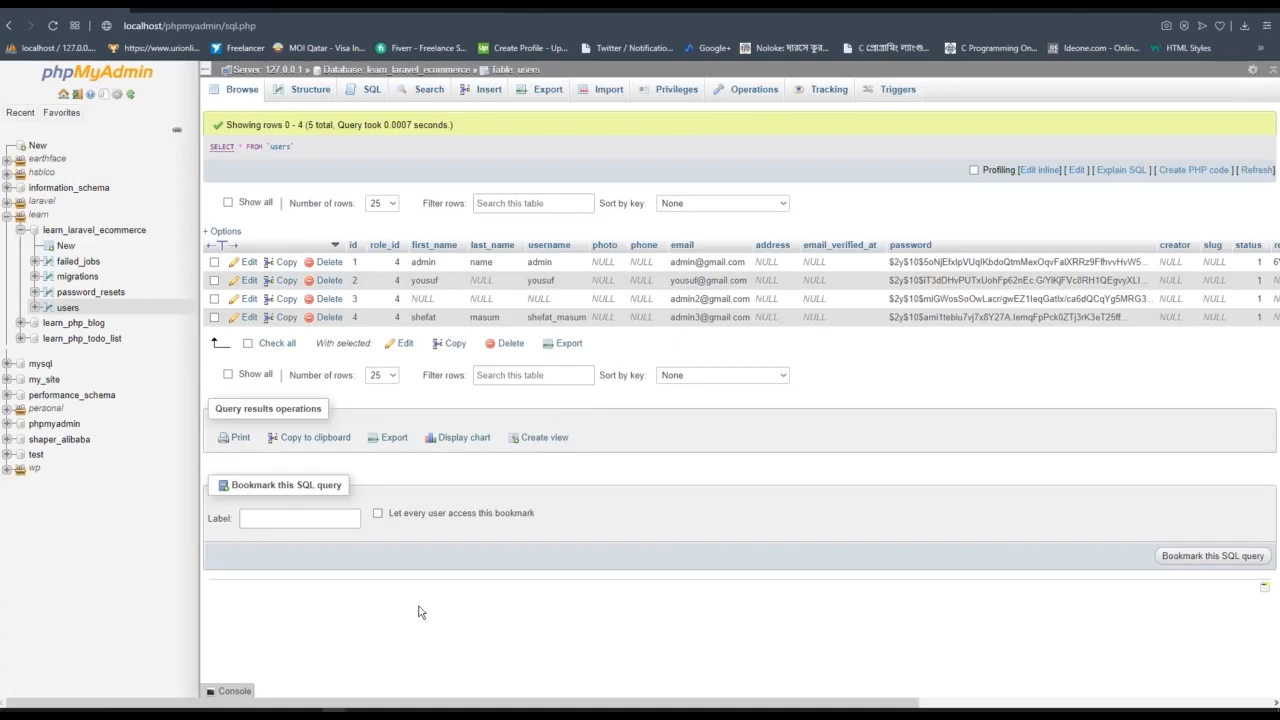 localhost/phpmyadmin/sql.php
localhost / 127.0.0.... https://www.urionli... Freelancer MOI Qatar - Visa In... Fiverr - Freelance S... Create Profile - Up... Twitter / Notificatio... Google+ C Programming On... Ideone.com - Onlin... HTML Styles »
phpMyAdmin
Recent Favorites
New
earthface
hsblco
information_schema
laravel
learn
learn_laravel_ecommerce
New
failed_jobs
migrations
password_resets
users
learn_php_blog
learn_php_todo_list
mysql
my_site
performance_schema
personal
phpmyadmin
shaper_alibaba
test
wp
Server: 127.0.0.1 » Database: learn_laravel_ecommerce » Table: users
Browse Structure SQL Search Insert Export Import Privileges Operations Tracking Triggers
Showing rows 0 - 4 (5 total, Query took 0.0007 seconds.)
SELECT * FROM `users`
Profiling [Edit inline] [ Edit ] [ Explain SQL ] [ Create PHP code ] [ Refresh]
Show all Number of rows: 25 Filter rows: Search this table Sort by key: None
+ Options
←T→ id role_id first_name last_name username photo phone email address email_verified_at password creator slug status
Edit Copy Delete 1 4 admin name admin NULL NULL admin@gmail.com NULL NULL NULL NULL 1
Edit Copy Delete 2 4 yousuf yousuf NULL NULL admin@gmail.com NULL NULL NULL NULL 1
Edit Copy Delete 3 4 NULL NULL NULL NULL NULL admin2@gmail.com NULL NULL NULL NULL 1
Edit Copy Delete 4 4 shefat masum shefat_masum NULL NULL admin3@gmail.com NULL NULL NULL NULL 1
Check all With selected: Edit Copy Delete Export
Show all Number of rows: 25 Filter rows: Search this table Sort by key: None
Query results operations
Print Copy to clipboard Export Display chart Create view
Bookmark this SQL query
Label: Let every user access this bookmark
Bookmark this SQL query
Console